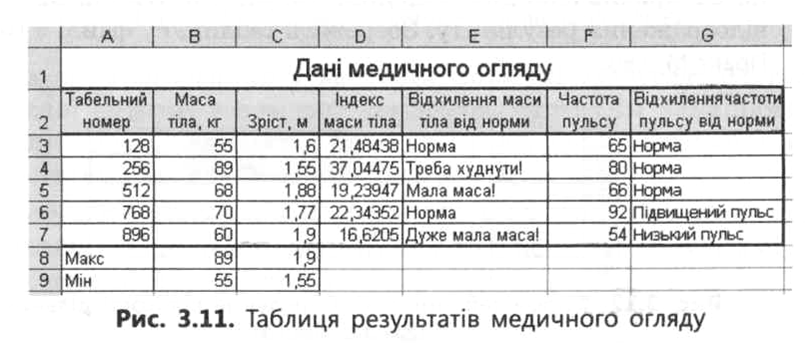 A B C D E F G
1 Дані медичного огляду
Табельний Маса Індекс Відхилення маси Частота Відхилення частоти
2 номер тіла, кг Зріст, м маси тіла тіла від норми пульсу пульсу від норми
3 128 55 1,6 21,48438 Норма 65 Норма
4 256 89 1,55 37,04475 Треба худнути! 80 Норма
5 512 68 1,88 19,23947 Мала маса! 66 Норма
6 768 70 1,77 22,34352 Норма 92 Підвищений пульс
7 896 60 1,9 16,6205 Дуже мала маса! 54 Низький пульс
8 Макс 89 1,9
9 Мін 55 1,55
Рис. 3.11. Таблиця результатів медичного огляду